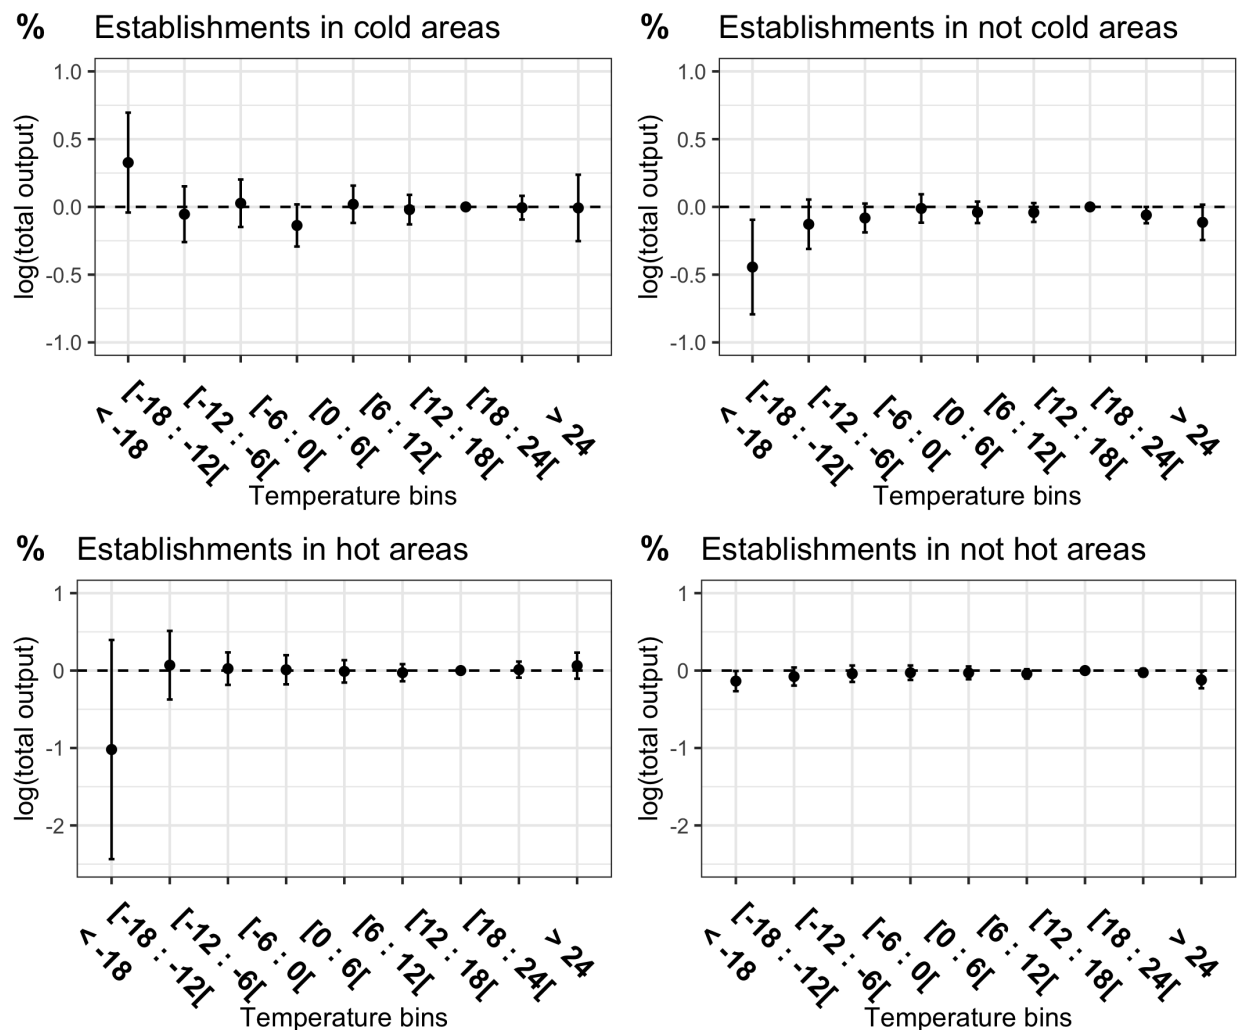 % Establishments in cold areas
log(total output)
1.0
0.5
0.0
-0.5
-1.0
< -18
[-18 : -12[
[-12 : -6[
[-6 : 0[
[0 : 6[
[6 : 12[
[12 : 18[
[18 : 24[
> 24
Temperature bins
% Establishments in not cold areas
log(total output)
1.0
0.5
0.0
-0.5
-1.0
< -18
[-18 : -12[
[-12 : -6[
[-6 : 0[
[0 : 6[
[6 : 12[
[12 : 18[
[18 : 24[
> 24
Temperature bins
% Establishments in hot areas
log(total output)
1
0
-1
-2
< -18
[-18 : -12[
[-12 : -6[
[-6 : 0[
[0 : 6[
[6 : 12[
[12 : 18[
[18 : 24[
> 24
Temperature bins
% Establishments in not hot areas
log(total output)
1
0
-1
-2
< -18
[-18 : -12[
[-12 : -6[
[-6 : 0[
[0 : 6[
[6 : 12[
[12 : 18[
[18 : 24[
> 24
Temperature bins